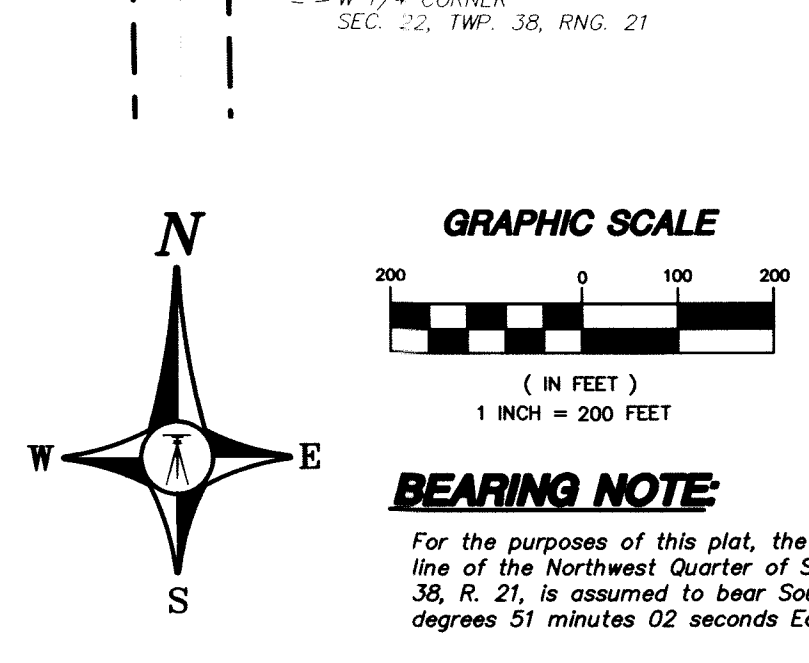 W 1/4 CORNER
SEC. 22, TWP. 38, RNG. 21
N
W
E
S
GRAPHIC SCALE
200 0 100 200
( IN FEET )
1 INCH = 200 FEET
BEARING NOTE:
For the purposes of this plat, the
line of the Northwest Quarter of S
38, R. 21, is assumed to bear Sou
degrees 51 minutes 02 seconds Ea